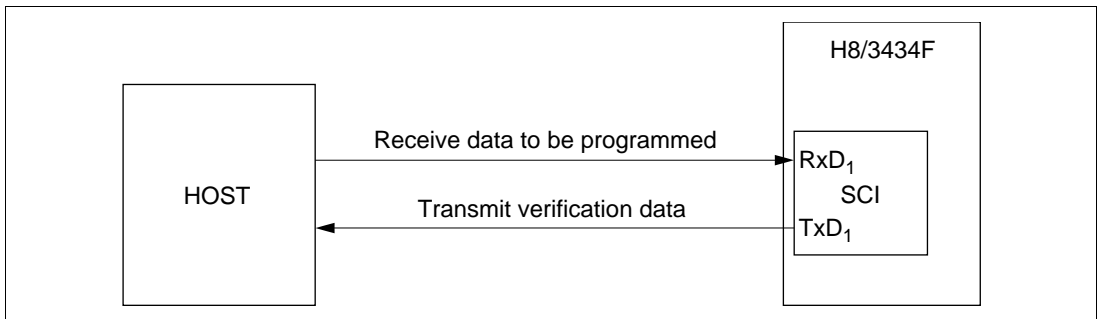 H8/3434F
Receive data to be programmed
RxD1
HOST
SCI
Transmit verification data
TxD1